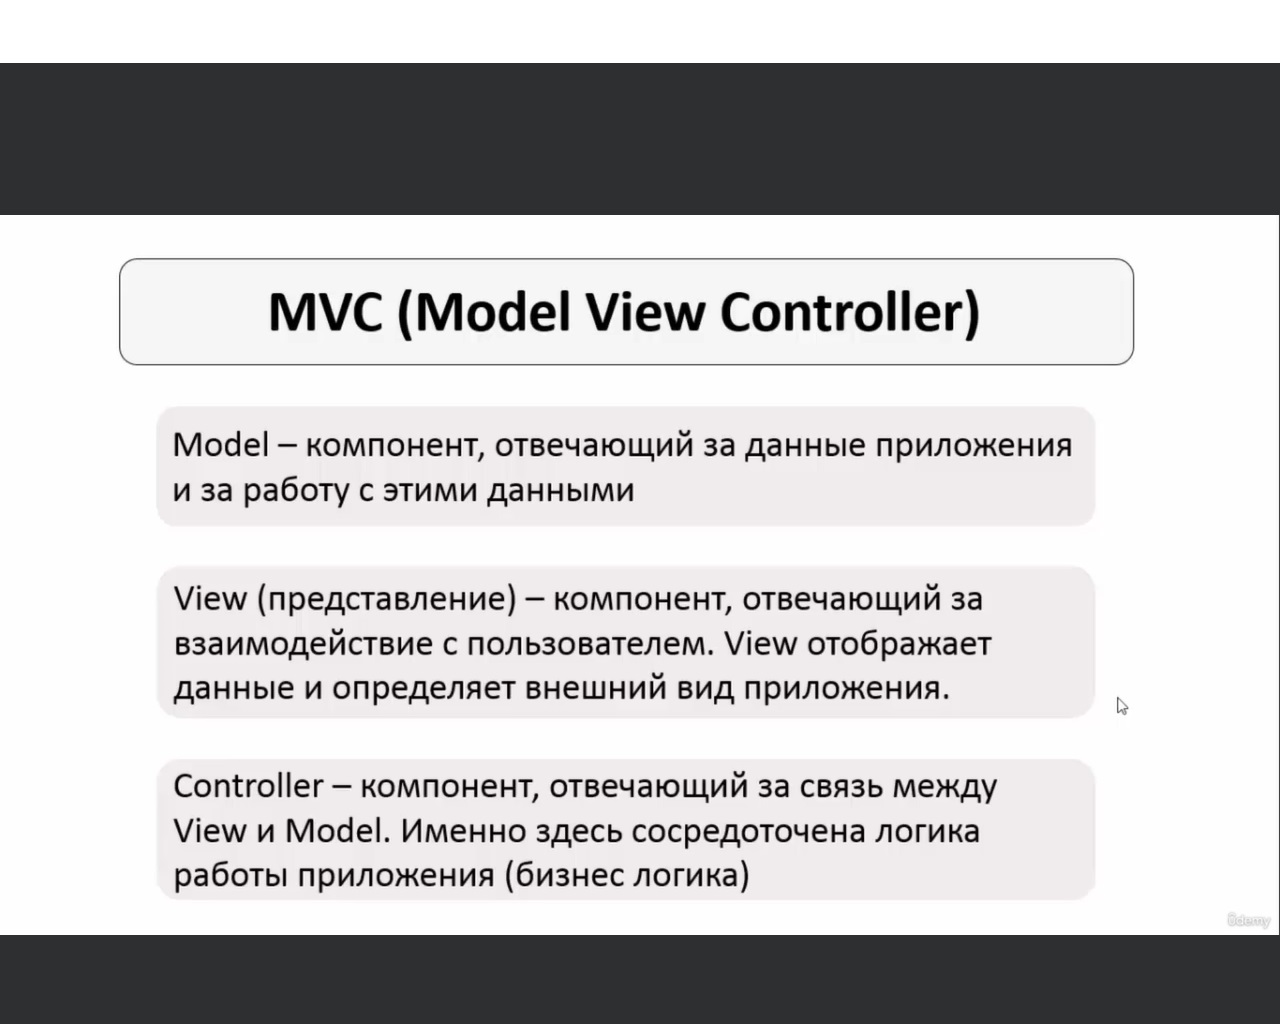 MVC (Model View Controller)
Model – компонент, отвечающий за данные приложения
и за работу с этими данными
View (представление) – компонент, отвечающий за
взаимодействие с пользователем. View отображает
данные и определяет внешний вид приложения.
Controller – компонент, отвечающий за связь между
View и Model. Именно здесь сосредоточена логика
работы приложения (бизнес логика)
Udemy